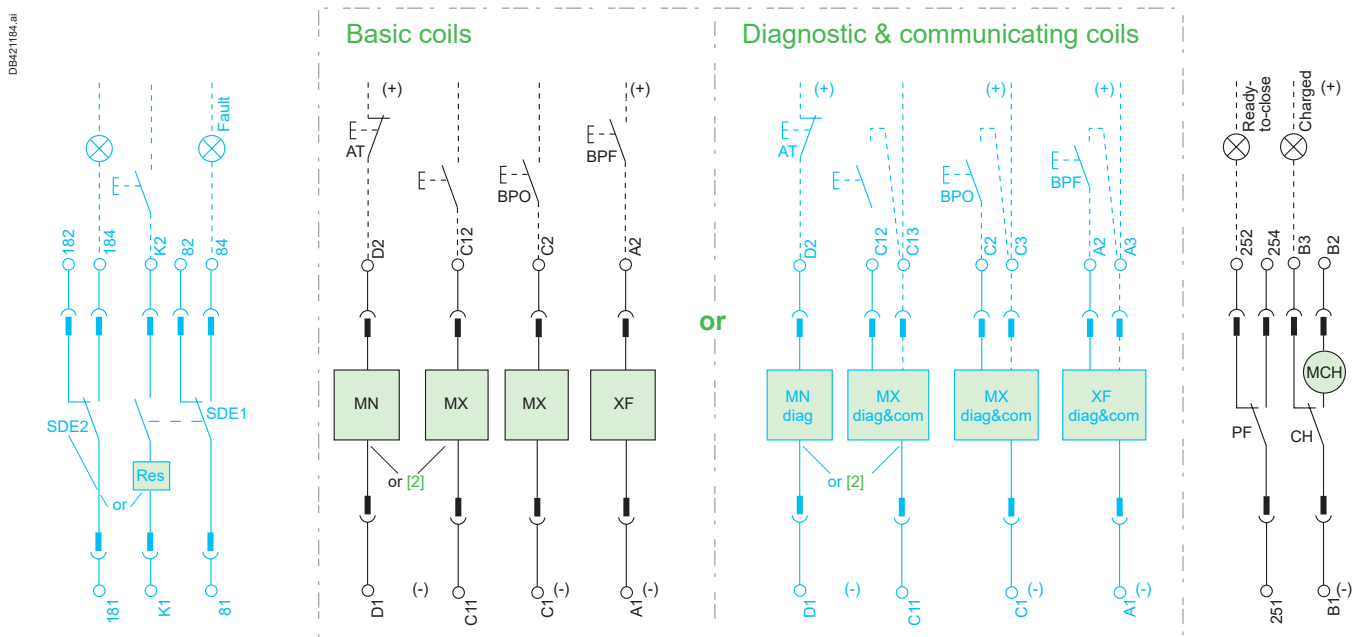 DB421184.ai
Basic coils
Diagnostic & communicating coils
Fault
182
184
K2
82
84
SDE2
SDE1
Res
or
181
K1
81
(+)
(+)
AT
BPO
BPF
D2
C12
C2
A2
MN
MX
MX
XF
or [2]
D1
(-)
C11
C1
(-)
A1
(-)
or
(+)
(+)
(+)
AT
BPO
BPF
D2
C12
C13
C2
C3
A2
A3
MN
diag
MX
diag&com
MX
diag&com
XF
diag&com
or [2]
D1
(-)
C11
C1
(-)
A1
(-)
Ready-
to-close
Charged
(+)
252
254
B3
B2
MCH
PF
CH
251
B1
(-)